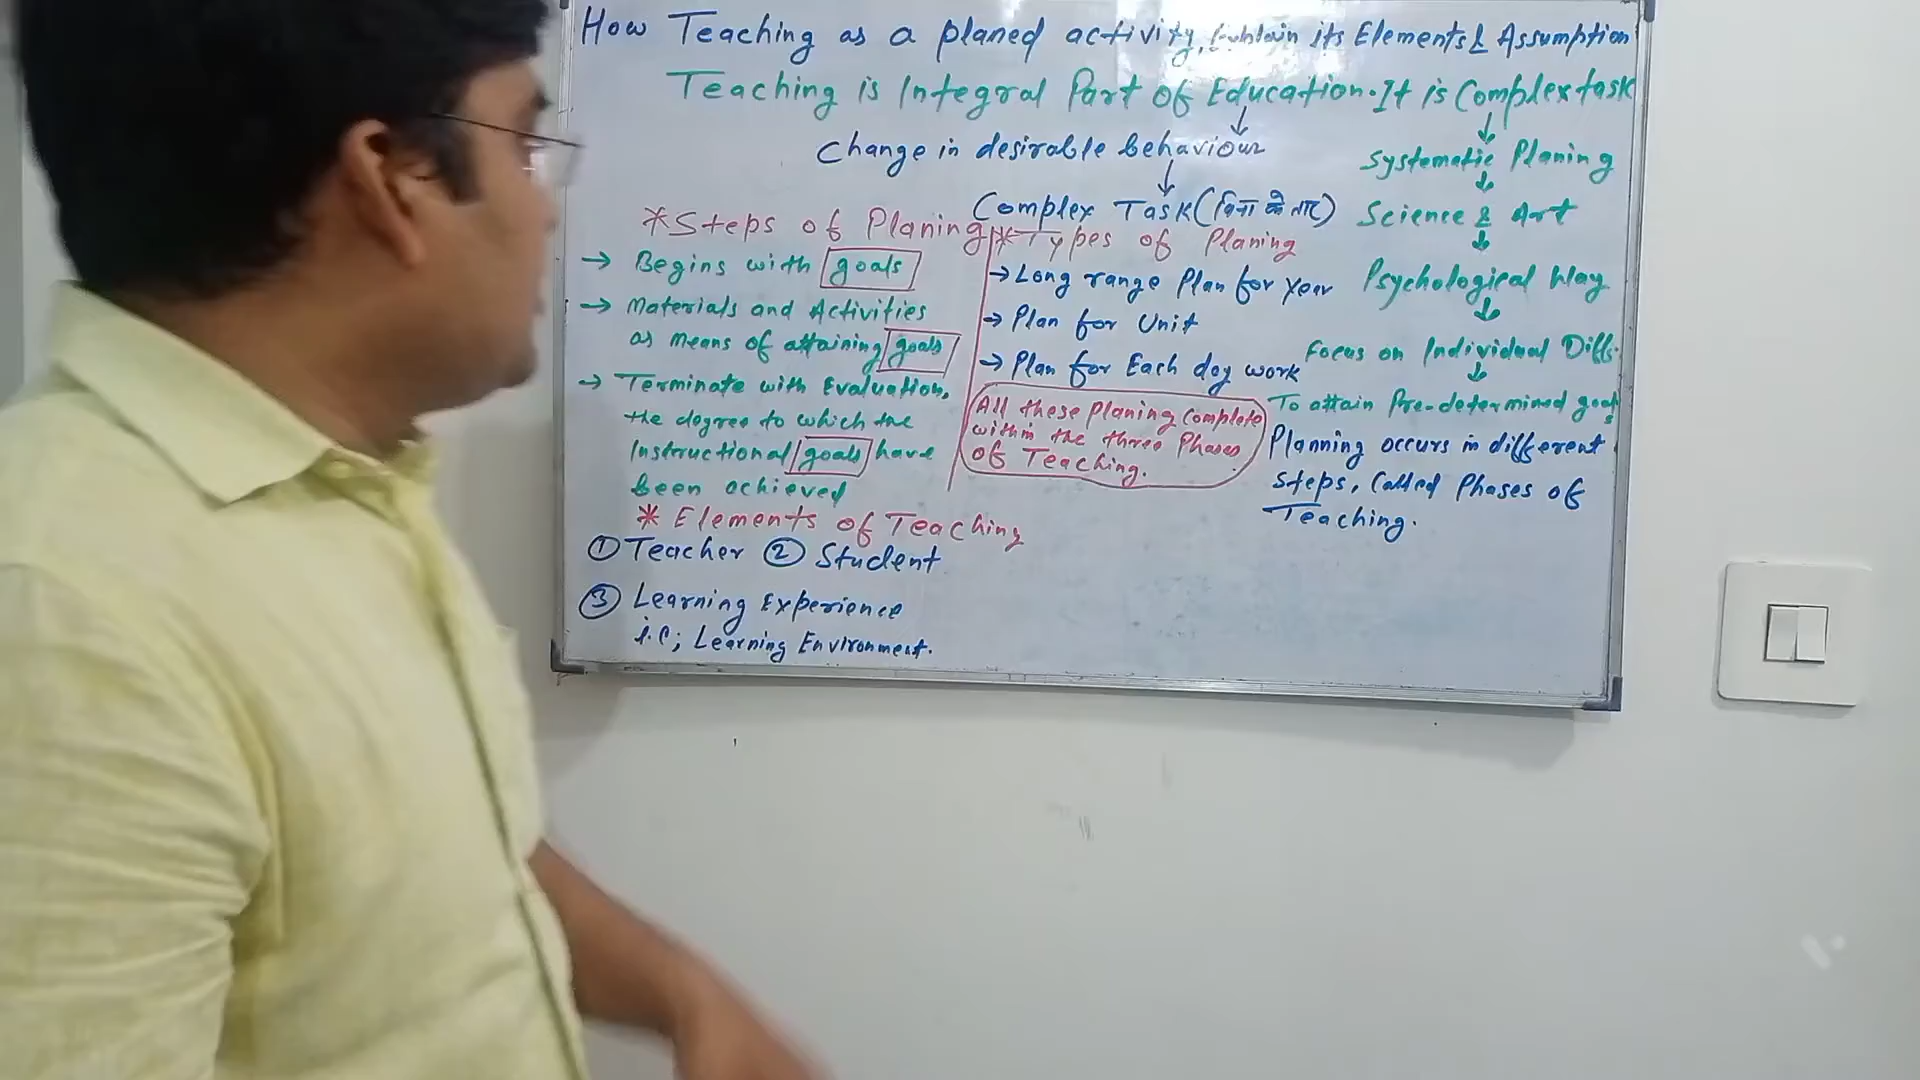 How Teaching as a planed activity, Explain its Elements & Assumption
Teaching is Integral Part of Education. It is Complex task
Change in desirable behaviour
Complex Task
Systematic Planing
Science & Art
Psychological Way
Focus on Individual Diff.
To attain Pre-determined goals
Planning occurs in different
steps, Called Phases of
Teaching.
*Steps of Planing
→ Begins with goals
→ Materials and Activities
as means of attaining goals
→ Terminate with Evaluation,
the degree to which the
Instructional goals have
been achieved
*Types of Planing
→ Long range Plan for Year
→ Plan for Unit
→ Plan for Each day work
All these planing complete
within the three Phases
of Teaching.
* Elements of Teaching
① Teacher ② Student
③ Learning Experience
i.e; Learning Environment.